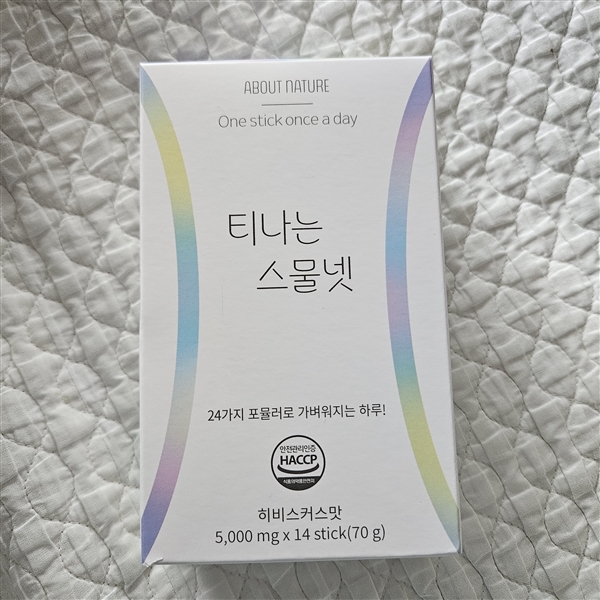 ABOUT NATURE
One stick once a day
티나는
스물넷
24가지 포뮬러로 가벼워지는 하루!
안전관리인증
HACCP
식품의약품안전처
히비스커스맛
5,000 mg x 14 stick(70 g)